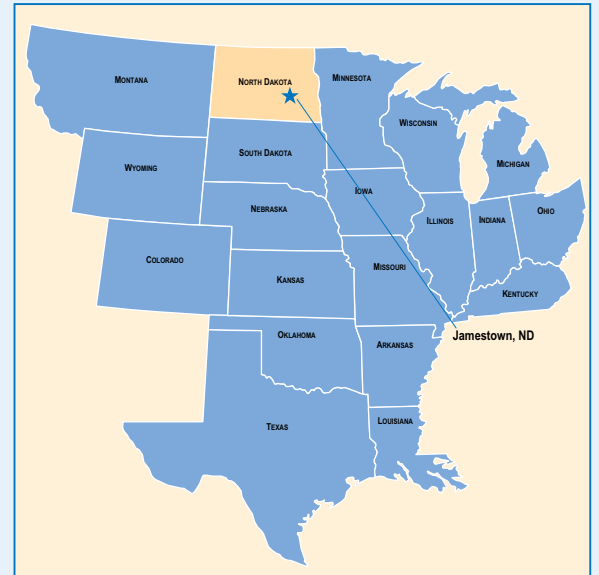 MONTANA
NORTH DAKOTA
MINNESOTA
WISCONSIN
MICHIGAN
SOUTH DAKOTA
WYOMING
IOWA
NEBRASKA
ILLINOIS
INDIANA
OHIO
COLORADO
KANSAS
MISSOURI
KENTUCKY
OKLAHOMA
ARKANSAS
Jamestown, ND
TEXAS
LOUISIANA